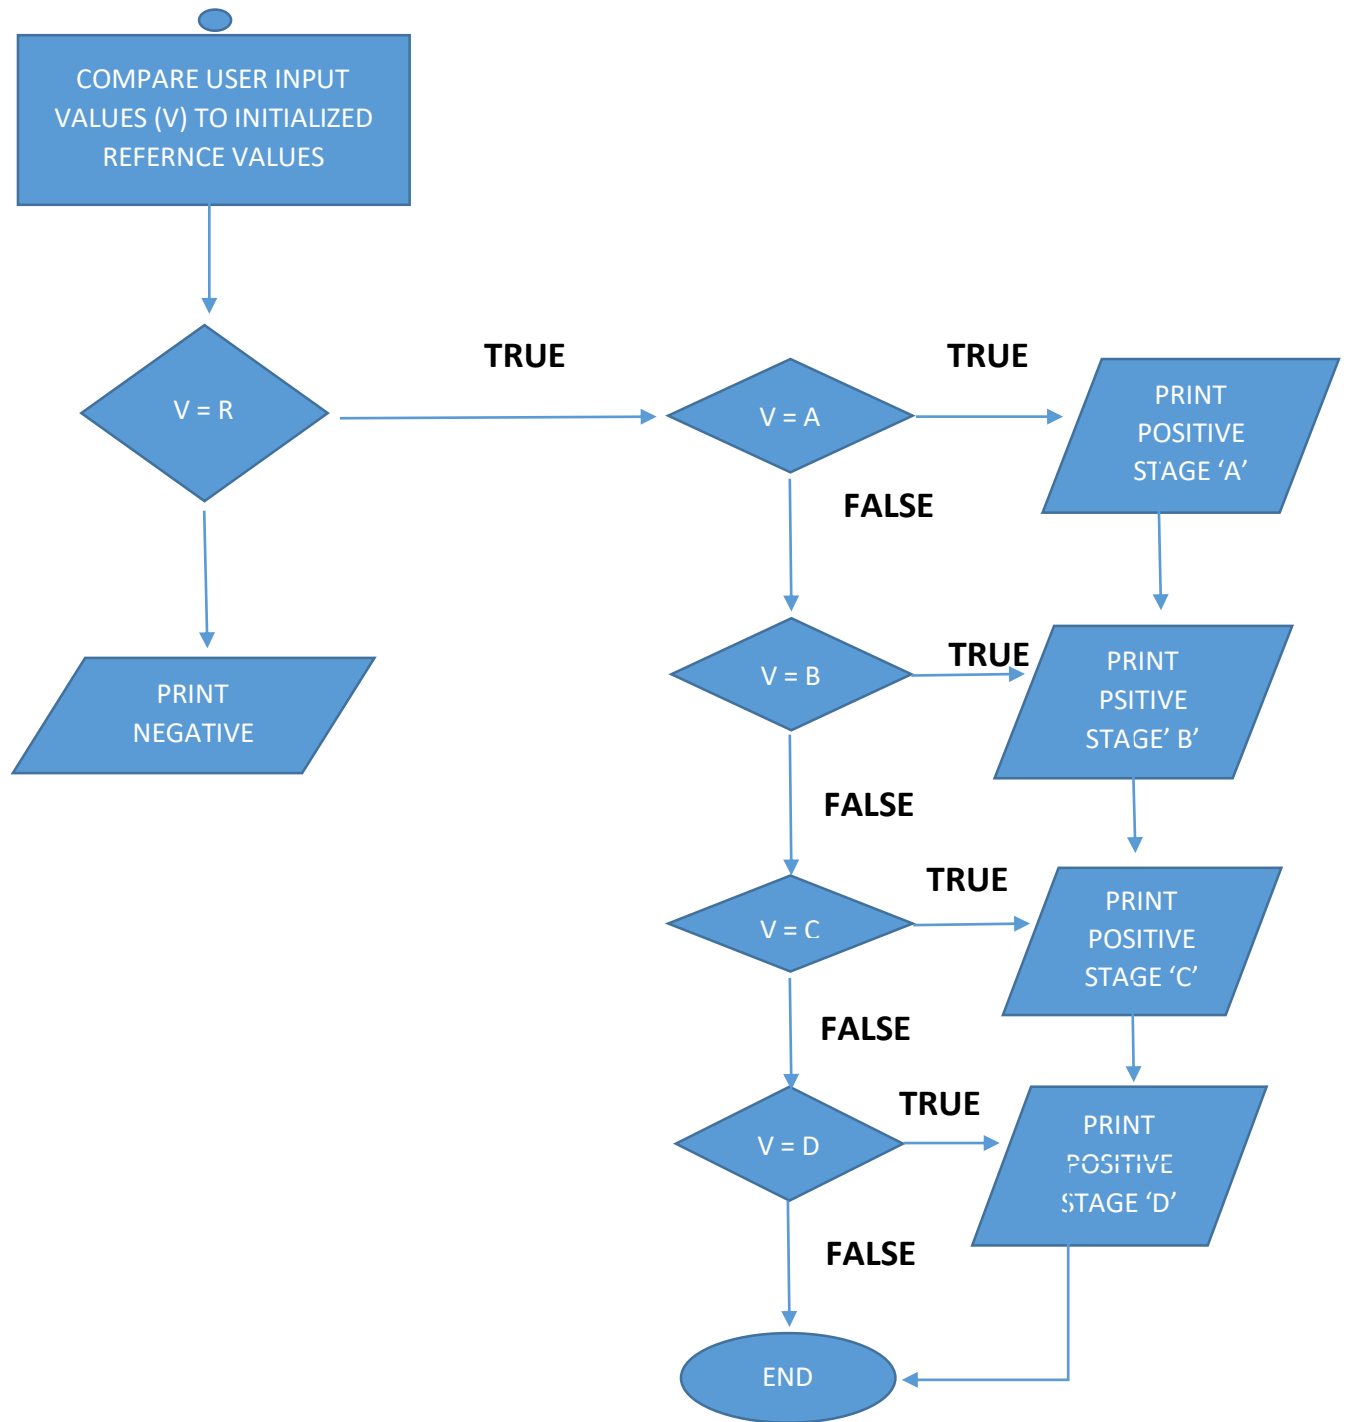 COMPARE USER INPUT
VALUES (V) TO INITIALIZED
REFERNCE VALUES
V = R
TRUE
V = A
TRUE
PRINT
POSITIVE
STAGE ‘A’
FALSE
PRINT
NEGATIVE
V = B
TRUE
PRINT
PSITIVE
STAGE’ B’
FALSE
V = C
TRUE
PRINT
POSITIVE
STAGE ‘C’
FALSE
V = D
TRUE
PRINT
POSITIVE
STAGE ‘D’
FALSE
END